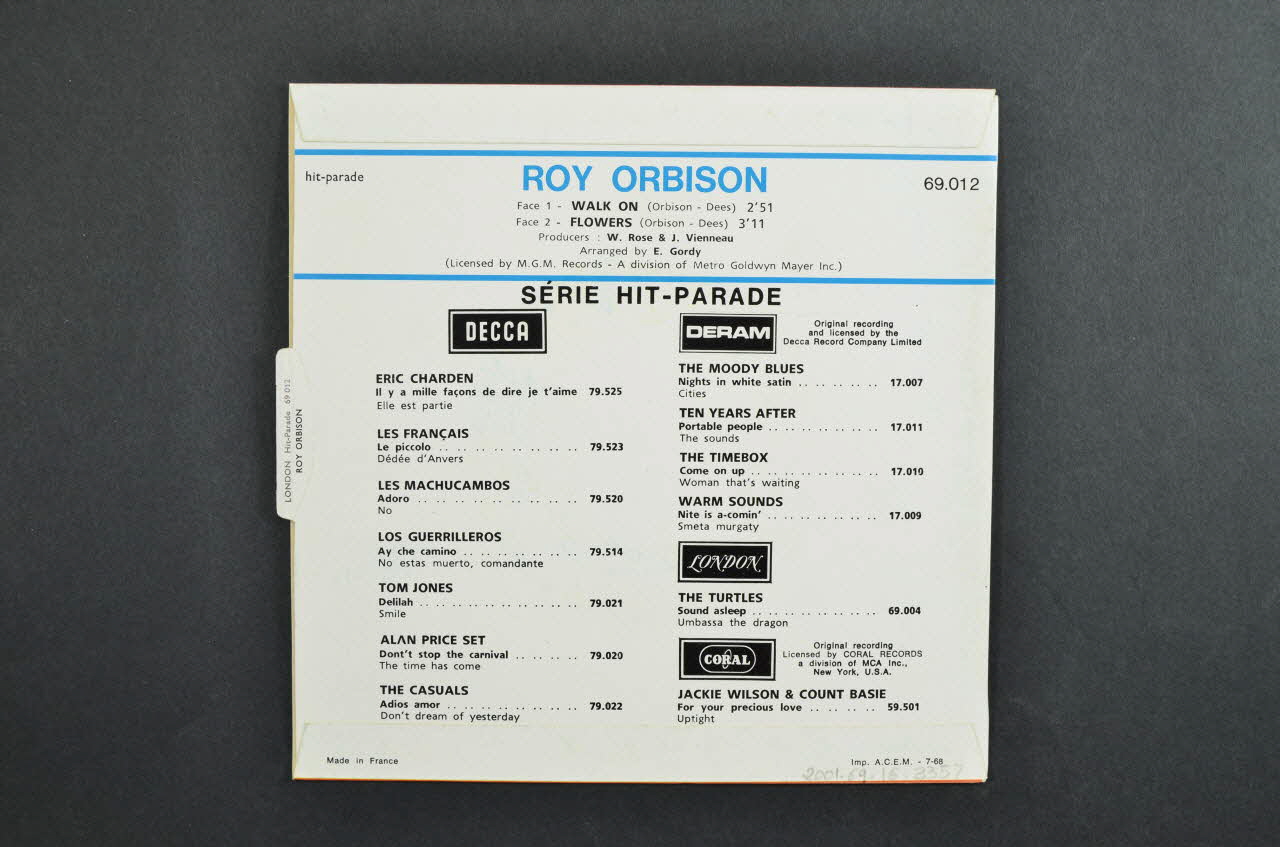 hit-parade
ROY ORBISON
69.012
Face 1 - WALK ON (Orbison - Dees) 2'51
Face 2 - FLOWERS (Orbison - Dees) 3'11
Producers : W. Rose & J. Vienneau
Arranged by E. Gordy
(Licensed by M.G.M. Records - A division of Metro Goldwyn Mayer Inc.)
SÉRIE HIT-PARADE
DECCA
ERIC CHARDEN
Il y a mille façons de dire je t'aime 79.525
Elle est partie
LES FRANÇAIS
Le piccolo .. .. .. .. .. .. .. .. .. 79.523
Dédée d'Anvers
LES MACHUCAMBOS
Adoro .. .. .. .. .. .. .. .. .. .. 79.520
No
LOS GUERRILLEROS
Ay che camino .. .. .. .. .. .. .. 79.514
No estas muerto, comandante
TOM JONES
Delilah .. .. .. .. .. .. .. .. .. .. 79.021
Smile
ALAN PRICE SET
Dont't stop the carnival .. .. .. .. 79.020
The time has come
THE CASUALS
Adios amor .. .. .. .. .. .. .. .. 79.022
Don't dream of yesterday
DERAM
Original recording
and licensed by the
Decca Record Company Limited
THE MOODY BLUES
Nights in white satin .. .. .. .. .. 17.007
Cities
TEN YEARS AFTER
Portable people .. .. .. .. .. .. .. 17.011
The sounds
THE TIMEBOX
Come on up .. .. .. .. .. .. .. .. 17.010
Woman that's waiting
WARM SOUNDS
Nite is a-comin' .. .. .. .. .. .. .. 17.009
Smeta murgaty
LONDON
THE TURTLES
Sound asleep .. .. .. .. .. .. .. .. 69.004
Umbassa the dragon
CORAL
Original recording
Licensed by CORAL RECORDS
a division of MCA Inc.,
New York, U.S.A.
JACKIE WILSON & COUNT BASIE
For your precious love .. .. .. .. 59.501
Uptight
Made in France
Imp. A.C.E.M. - 7-68
2001.69.15.3357
LONDON Hit-Parade 69 012
ROY ORBISON